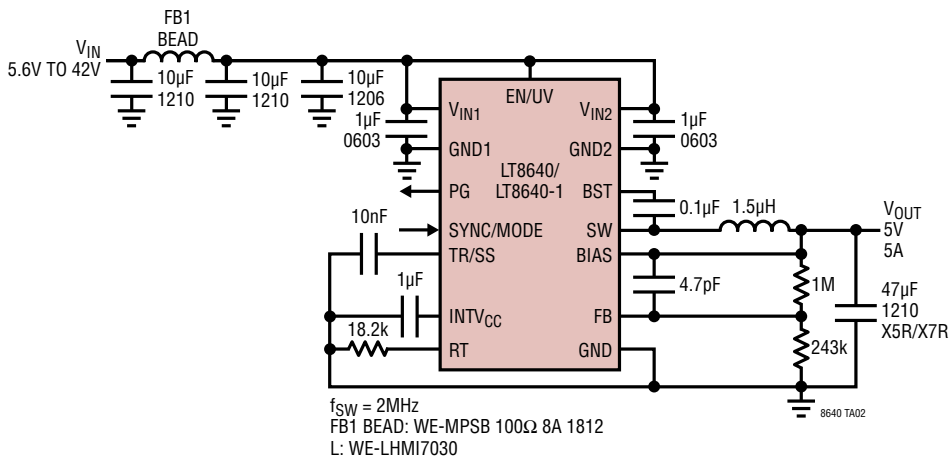 FB1
BEAD
VIN
5.6V TO 42V
10µF
1210
10µF
1210
10µF
1206
1µF
0603
VIN1
EN/UV
VIN2
1µF
0603
GND1
GND2
LT8640/
LT8640-1
PG
BST
0.1µF
1.5µH
VOUT
5V
5A
10nF
SYNC/MODE
SW
TR/SS
BIAS
1µF
4.7pF
1M
47µF
1210
X5R/X7R
INTVCC
FB
18.2k
RT
GND
243k
8640 TA02
fSW = 2MHz
FB1 BEAD: WE-MPSB 100Ω 8A 1812
L: WE-LHMI7030